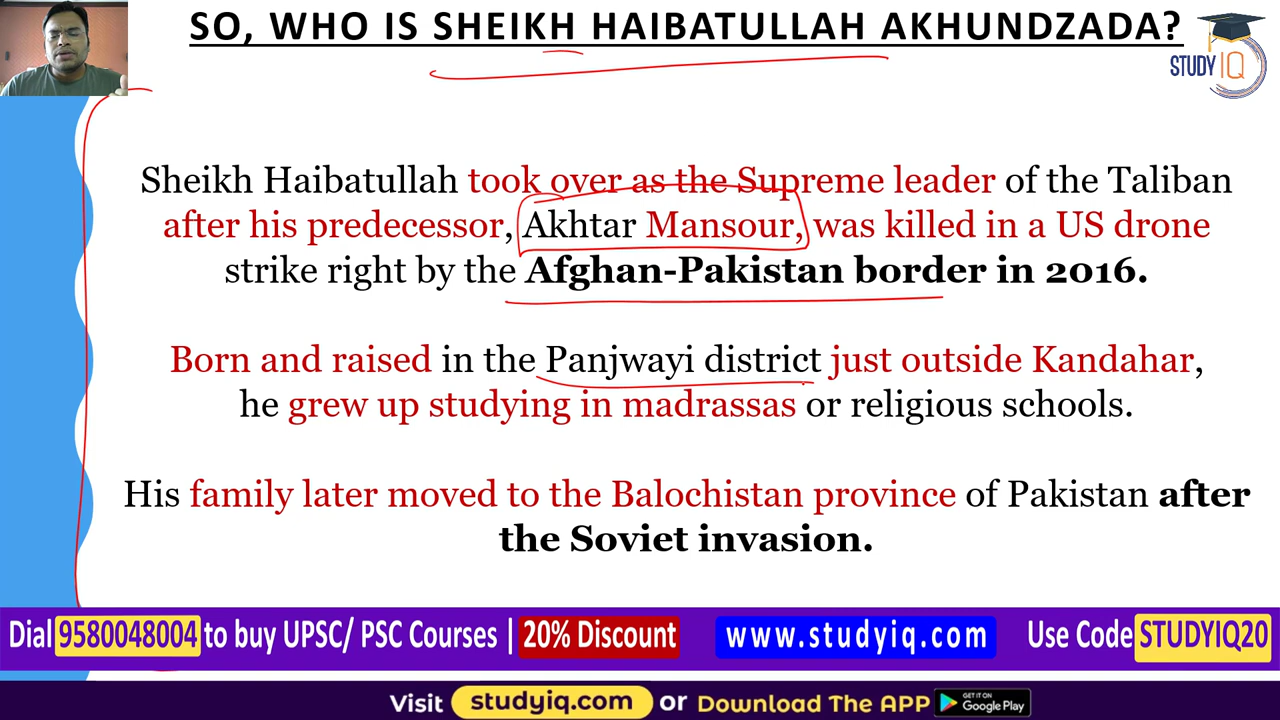 SO, WHO IS SHEIKH HAIBATULLAH AKHUNDZADA?
STUDY IQ
Sheikh Haibatullah took over as the Supreme leader of the Taliban
after his predecessor, Akhtar Mansour, was killed in a US drone
strike right by the Afghan-Pakistan border in 2016.
Born and raised in the Panjwayi district just outside Kandahar,
he grew up studying in madrassas or religious schools.
His family later moved to the Balochistan province of Pakistan after
the Soviet invasion.
Dial 9580048004 to buy UPSC/ PSC Courses | 20% Discount www.studyiq.com Use Code STUDYIQ20
Visit studyiq.com or Download The APP GET IT ON Google Play